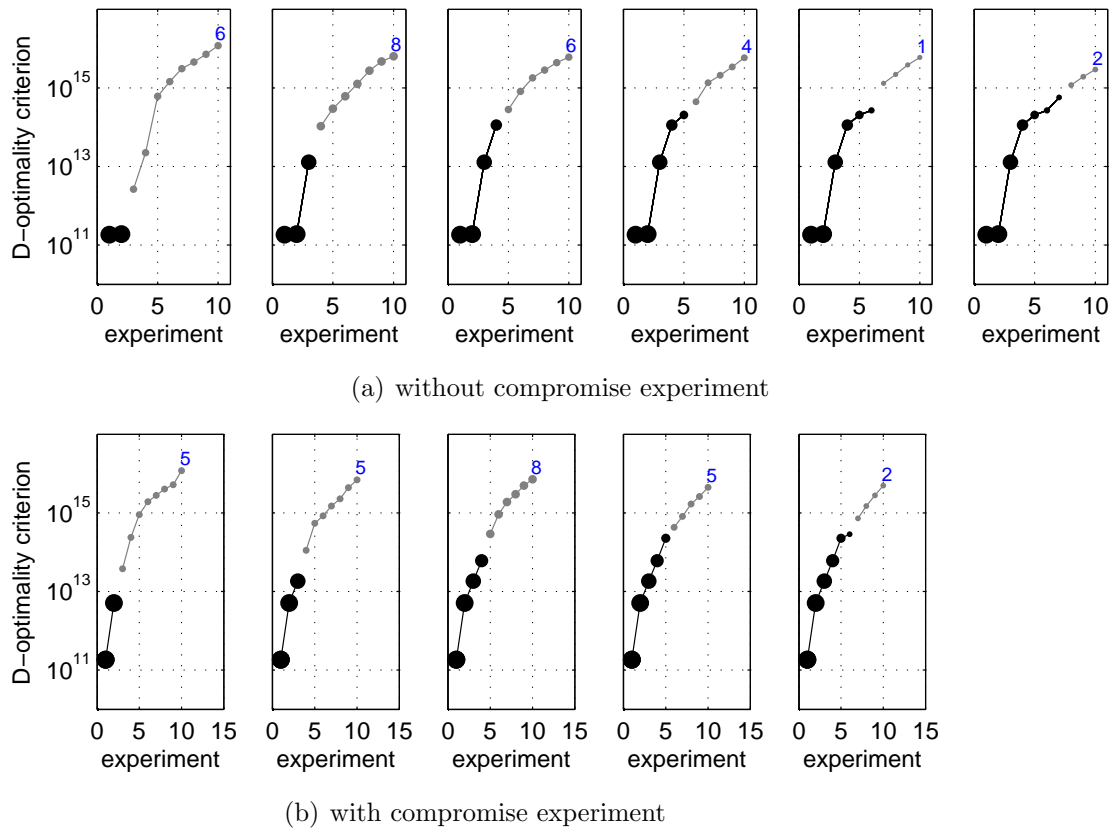 6 8 6 4 1 2
D−optimality criterion
10^15
10^13
10^11
0 5 10 0 5 10 0 5 10 0 5 10 0 5 10 0 5 10
experiment experiment experiment experiment experiment experiment
(a) without compromise experiment
5 5 8 5 2
D−optimality criterion
10^15
10^13
10^11
0 5 10 15 0 5 10 15 0 5 10 15 0 5 10 15 0 5 10 15
experiment experiment experiment experiment experiment
(b) with compromise experiment